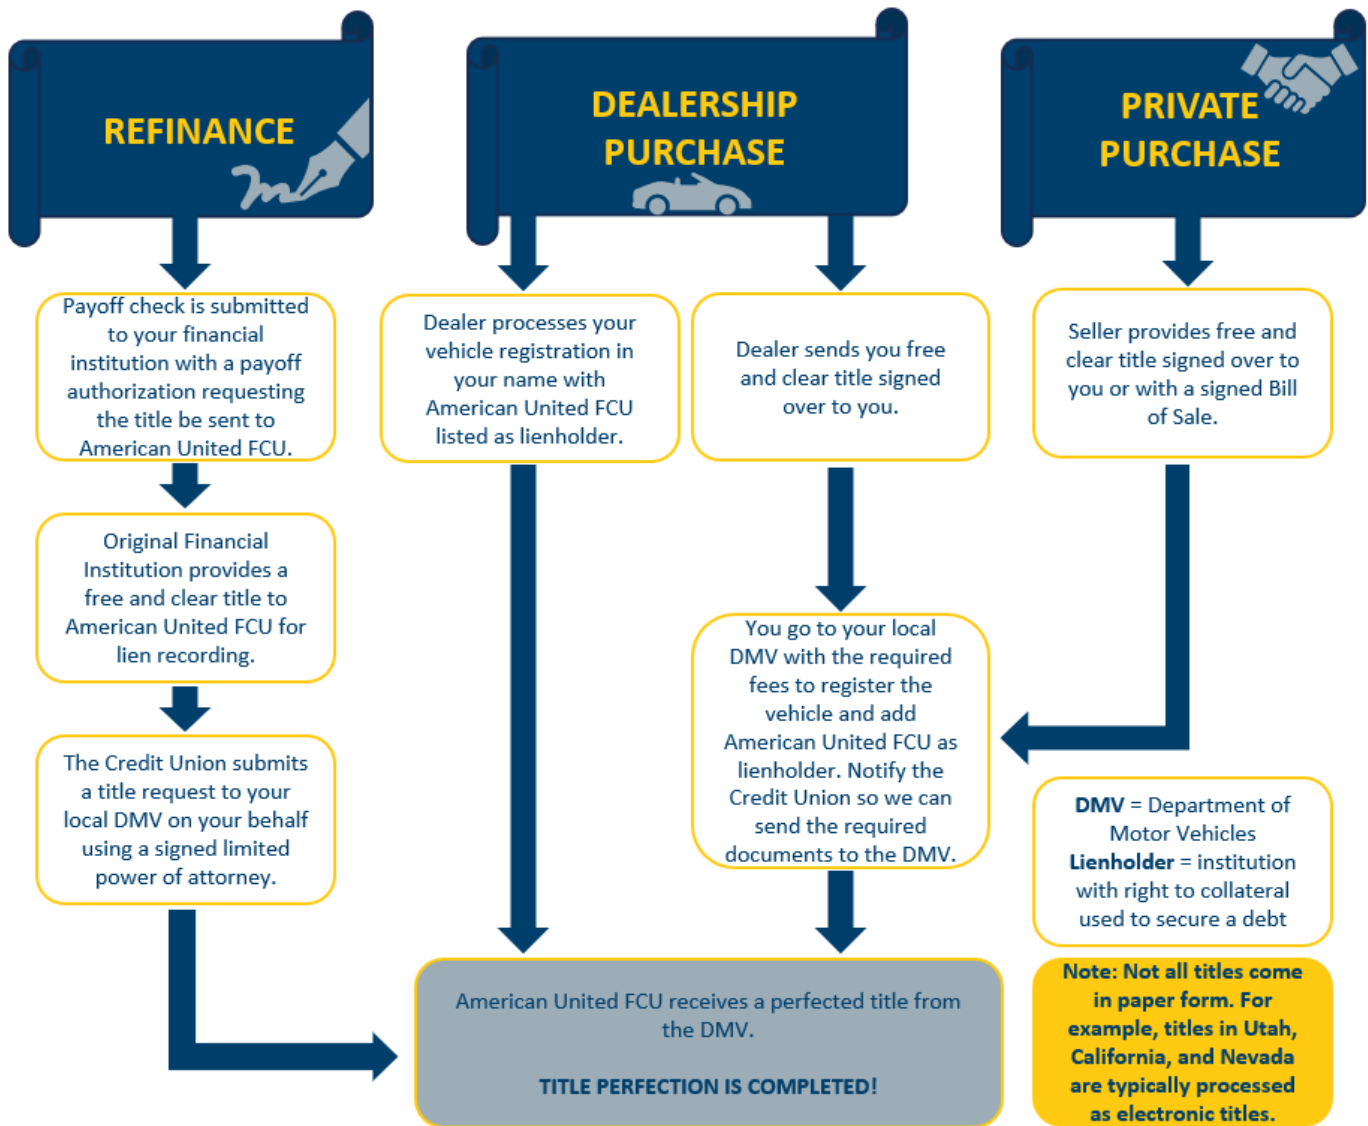 REFINANCE
DEALERSHIP
PURCHASE
PRIVATE
PURCHASE
Payoff check is submitted
to your financial
institution with a payoff
authorization requesting
the title be sent to
American United FCU.
Original Financial
Institution provides a
free and clear title to
American United FCU for
lien recording.
The Credit Union submits
a title request to your
local DMV on your behalf
using a signed limited
power of attorney.
Dealer processes your
vehicle registration in
your name with
American United FCU
listed as lienholder.
Dealer sends you free
and clear title signed
over to you.
You go to your local
DMV with the required
fees to register the
vehicle and add
American United FCU as
lienholder. Notify the
Credit Union so we can
send the required
documents to the DMV.
Seller provides free and
clear title signed over to
you or with a signed Bill
of Sale.
DMV = Department of
Motor Vehicles
Lienholder = institution
with right to collateral
used to secure a debt
American United FCU receives a perfected title from
the DMV.
TITLE PERFECTION IS COMPLETED!
Note: Not all titles come
in paper form. For
example, titles in Utah,
California, and Nevada
are typically processed
as electronic titles.